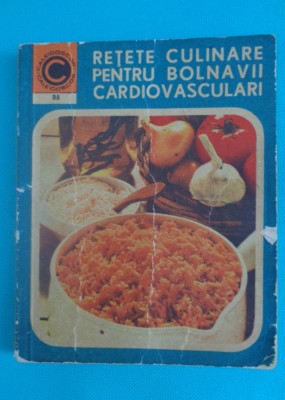 REȚETE CULINARE
PENTRU BOLNAVII
CARDIOVASCULARI
C